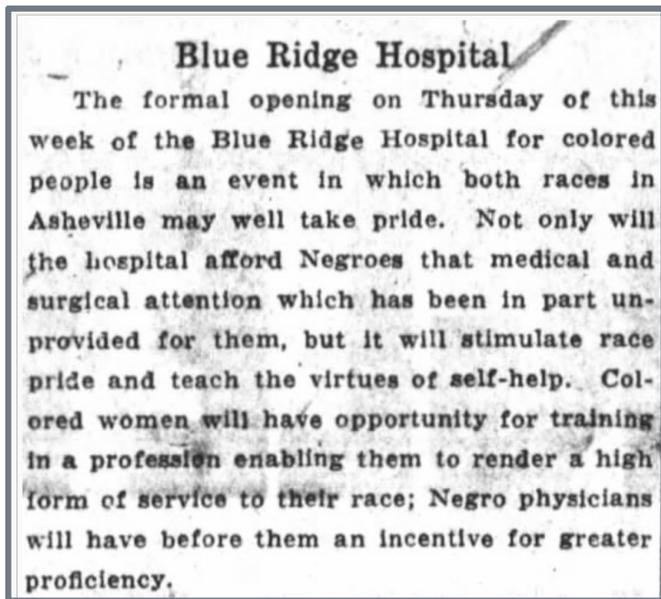 Blue Ridge Hospital
The formal opening on Thursday of this
week of the Blue Ridge Hospital for colored
people is an event in which both races in
Asheville may well take pride. Not only will
the hospital afford Negroes that medical and
surgical attention which has been in part un-
provided for them, but it will stimulate race
pride and teach the virtues of self-help. Col-
ored women will have opportunity for training
in a profession enabling them to render a high
form of service to their race; Negro physicians
will have before them an incentive for greater
proficiency.